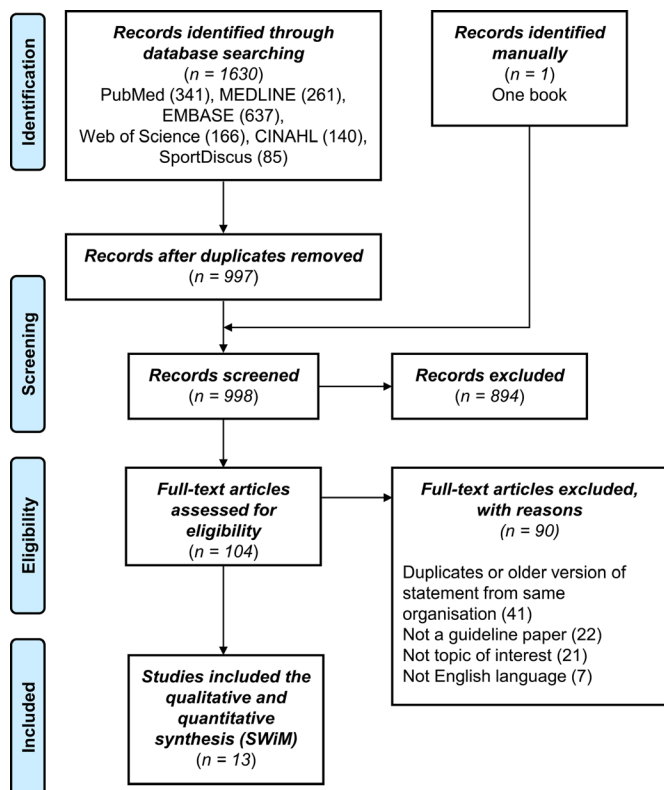 Identification
Records identified through
database searching
(n = 1630)
PubMed (341), MEDLINE (261),
EMBASE (637),
Web of Science (166), CINAHL (140),
SportDiscus (85)
Records identified
manually
(n = 1)
One book
Records after duplicates removed
(n = 997)
Screening
Records screened
(n = 998)
Records excluded
(n = 894)
Eligibility
Full-text articles
assessed for
eligibility
(n = 104)
Full-text articles excluded,
with reasons
(n = 90)
Duplicates or older version of
statement from same
organisation (41)
Not a guideline paper (22)
Not topic of interest (21)
Not English language (7)
Included
Studies included the
qualitative and
quantitative
synthesis (SWiM)
(n = 13)